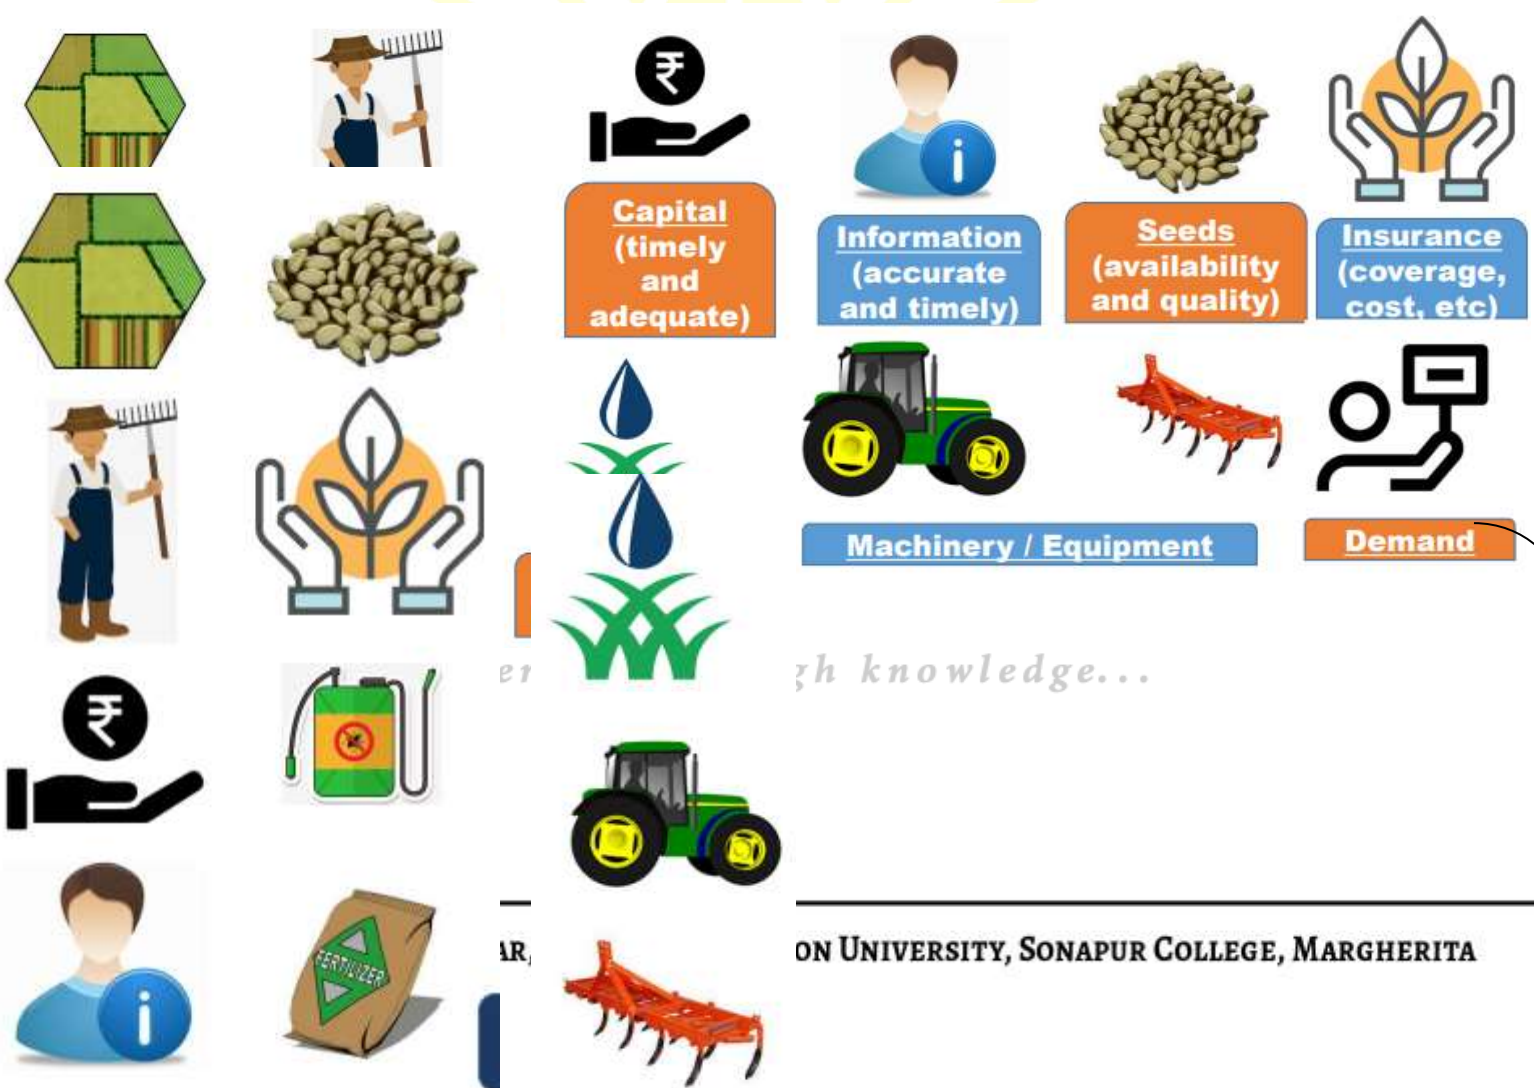 Capital
(timely
and
adequate)
Information
(accurate
and timely)
Seeds
(availability
and quality)
Insurance
(coverage,
cost, etc)
Machinery / Equipment
Demand
knowledge...
FERTILIZER
UNIVERSITY, SONAPUR COLLEGE, MARGHERITA